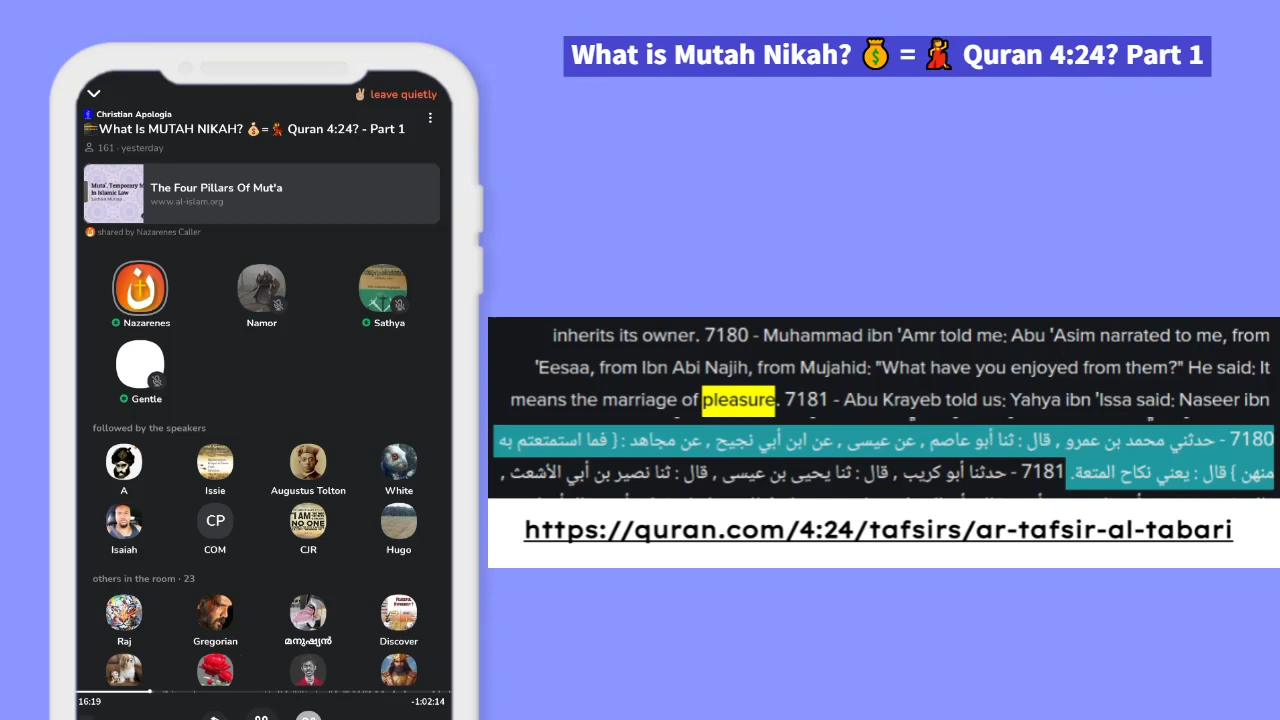 What is Mutah Nikah? 💰 = 💃 Quran 4:24? Part 1
✌🏼 leave quietly
Christian Apologia
What Is MUTAH NIKAH? 💰=💃 Quran 4:24? - Part 1
161 · yesterday
The Four Pillars Of Mut'a
www.al-islam.org
shared by Nazarenes Caller
Nazarenes
Namor
Sathya
Gentle
followed by the speakers
A
Issie
Augustus Tolton
White
CP
I AM
NO ONE
Isaiah
COM
CJR
Hugo
others in the room · 23
Raj
Gregorian
മനുഷ്യൻ
Discover
16:19
-1:02:14
inherits its owner. 7180 - Muhammad ibn 'Amr told me: Abu 'Asim narrated to me, from
'Eesaa, from Ibn Abi Najih, from Mujahid: "What have you enjoyed from them?" He said: It
means the marriage of pleasure. 7181 - Abu Krayeb told us: Yahya ibn 'Issa said: Naseer ibn
7180 - حدثني محمد بن عمرو , قال : ثنا أبو عاصم , عن عيسى , عن ابن أبي نجيح , عن مجاهد : { فما استمتعتم به
منهن } قال : يعني نكاح المتعة. 7181 - حدثنا أبو كريب , قال : ثنا يحيى بن عيسى , قال : ثنا نصير بن أبي الأشعث ,
https://quran.com/4:24/tafsirs/ar-tafsir-al-tabari